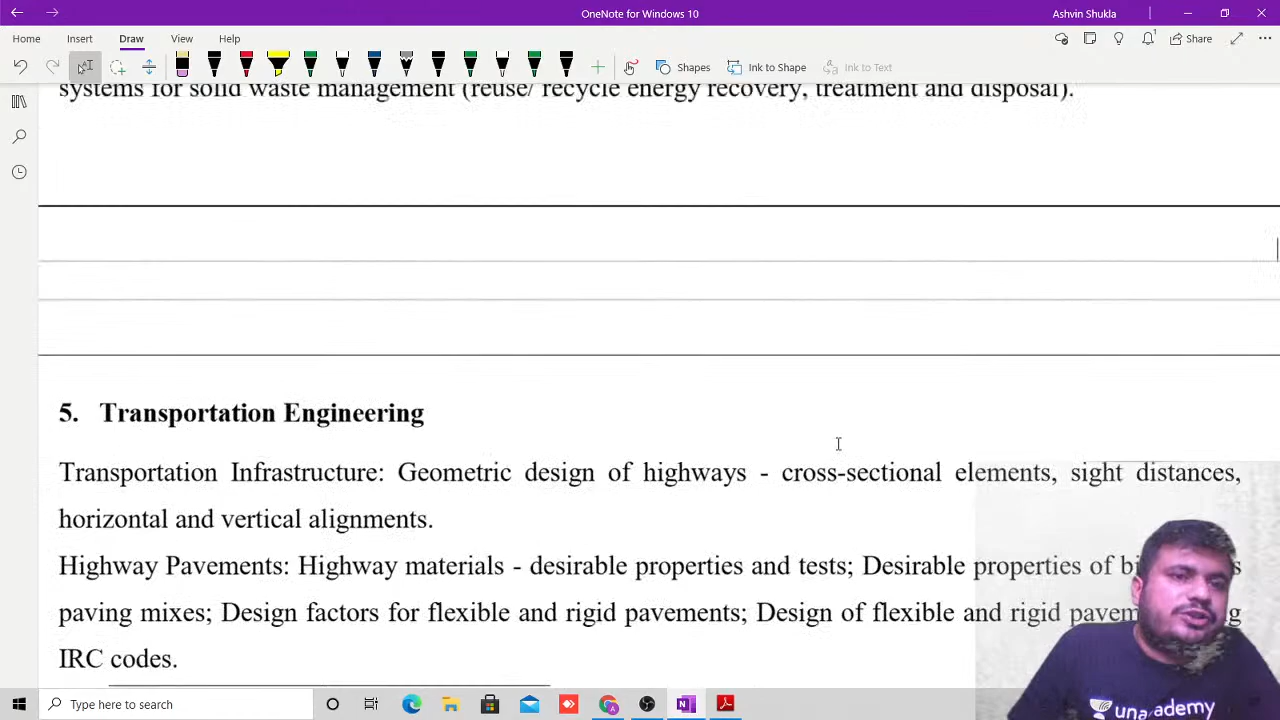 OneNote for Windows 10
Ashvin Shukla
Home Insert Draw View Help
Share
Shapes Ink to Shape Ink to Text
systems for solid waste management (reuse/ recycle energy recovery, treatment and disposal).
5. Transportation Engineering
Transportation Infrastructure: Geometric design of highways - cross-sectional elements, sight distances,
horizontal and vertical alignments.
Highway Pavements: Highway materials - desirable properties and tests; Desirable properties of
paving mixes; Design factors for flexible and rigid pavements; Design of flexible and rigid
IRC codes.
unacademy
Type here to search